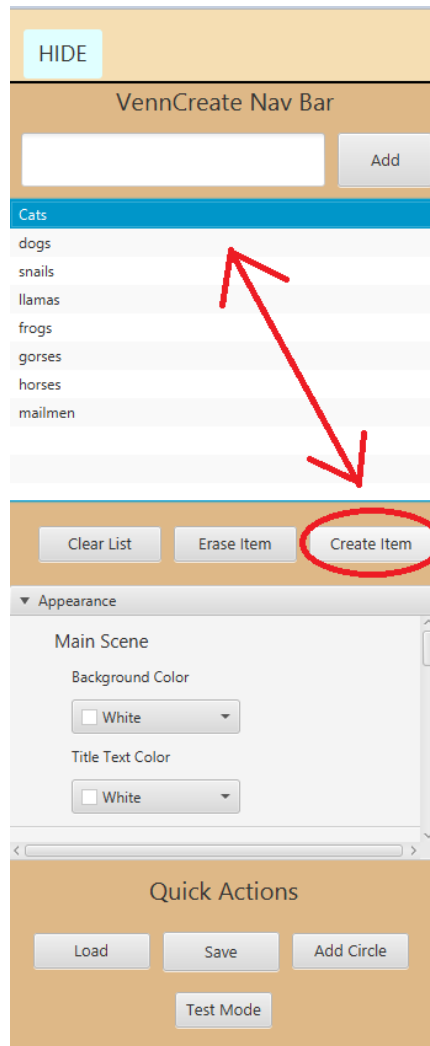 HIDE
VennCreate Nav Bar
Add
Cats
dogs
snails
llamas
frogs
gorses
horses
mailmen
Clear List Erase Item Create Item
Appearance
Main Scene
Background Color
White
Title Text Color
White
Quick Actions
Load Save Add Circle
Test Mode